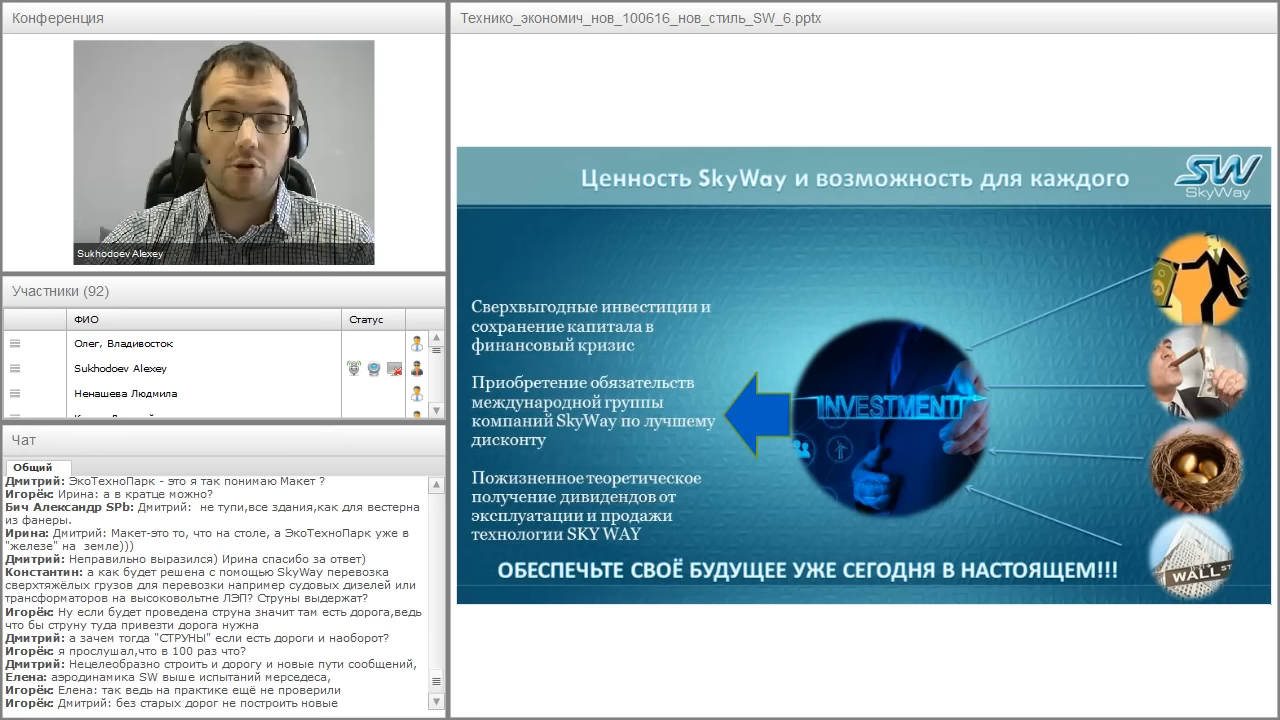 Конференция
Sukhodoev Alexey
Участники (92)
ФИО
Статус
Олег, Владивосток
Sukhodoev Alexey
Ненашева Людмила
Чат
Общий
Дмитрий: ЭкоТехноПарк - это я так понимаю Макет ?
Игорёк: Ирина: а в кратце можно?
Бич Александр SPb: Дмитрий: не тупи,все здания,как для вестерна
из фанеры.
Ирина: Дмитрий: Макет-это то, что на столе, а ЭкоТехноПарк уже в
"железе" на земле)))
Дмитрий: Неправильно выразился) Ирина спасибо за ответ)
Константин: а как будет решена с помощью SkyWay перевозка
сверхтяжёлых грузов для перевозки например судовых дизелей или
трансформаторов на высоковольтне ЛЭП? Струны выдержат?
Игорёк: Ну если будет проведена струна значит там есть дорога,ведь
что бы струну туда привезти дорога нужна
Дмитрий: а зачем тогда "СТРУНЫ" если есть дороги и наоборот?
Игорёк: я прослушал,что в 100 раз что?
Дмитрий: Нецелеобразно строить и дорогу и новые пути сообщений,
Елена: аэродинамика SW выше испытаний мерседеса,
Игорёк: Елена: так ведь на практике ещё не проверили
Игорёк: Дмитрий: без старых дорог не построить новые
Технико_экономич_нов_100616_нов_стиль_SW_6.pptx
Ценность SkyWay и возможность для каждого
SW
SkyWay
Сверхвыгодные инвестиции и
сохранение капитала в
финансовый кризис
Приобретение обязательств
международной группы
компаний SkyWay по лучшему
дисконту
Пожизненное теоретическое
получение дивидендов от
эксплуатации и продажи
технологии SKY WAY
INVESTMENT
WALL ST
ОБЕСПЕЧЬТЕ СВОЁ БУДУЩЕЕ УЖЕ СЕГОДНЯ В НАСТОЯЩЕМ!!!